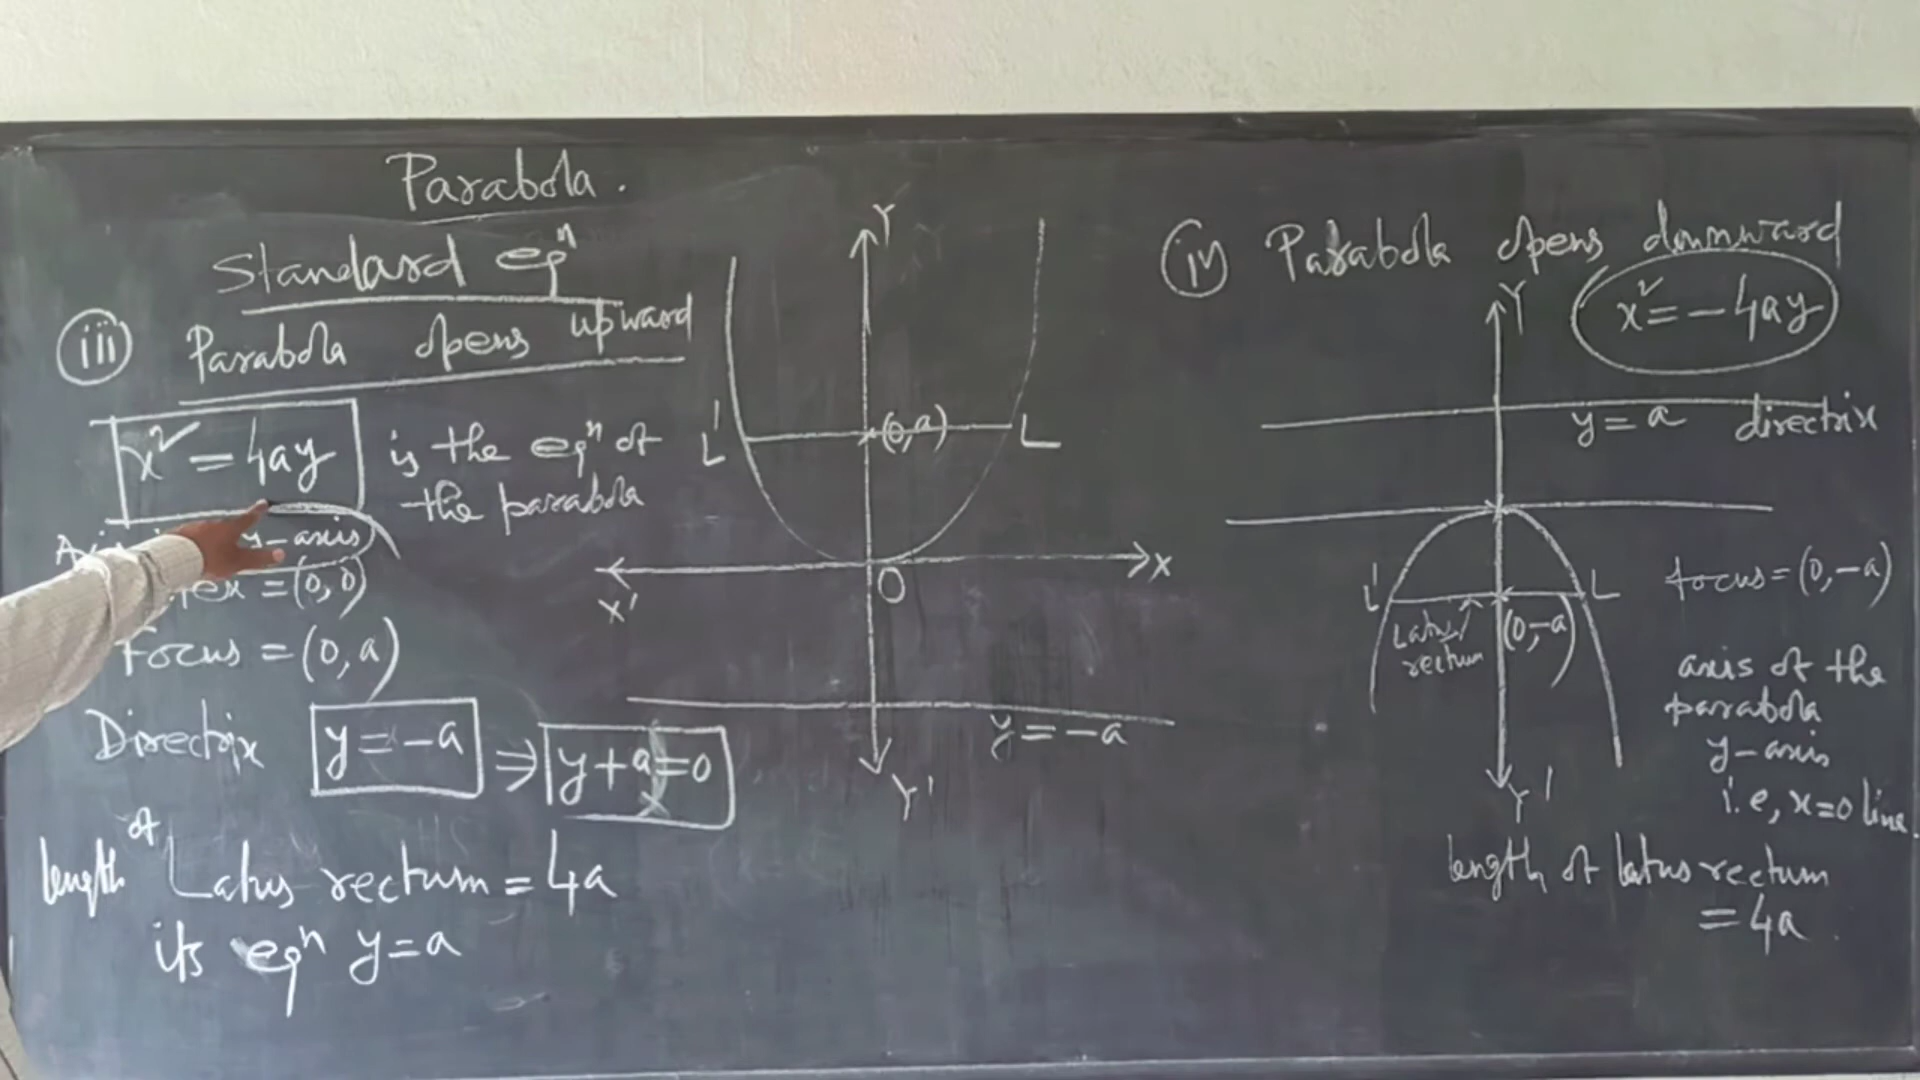 Parabola.
Standard eqⁿ
(iii) Parabola opens upward
x² = 4ay is the eqⁿ of
the parabola
y-axis
= (0,0)
Focus = (0, a)
Directrix y = -a ⇒ y+a=0
length of Latus rectum = 4a
its eqⁿ y = a
Y
L' (0,a) L
X' O X
y = -a
Y'
(iv) Parabola opens downward
x² = -4ay
Y
y = a directrix
L' L
Latus rectum
(0,-a)
Y'
focus = (0,-a)
axis of the
parabola
y-axis
i.e, x=0 line.
length of latus rectum
= 4a.